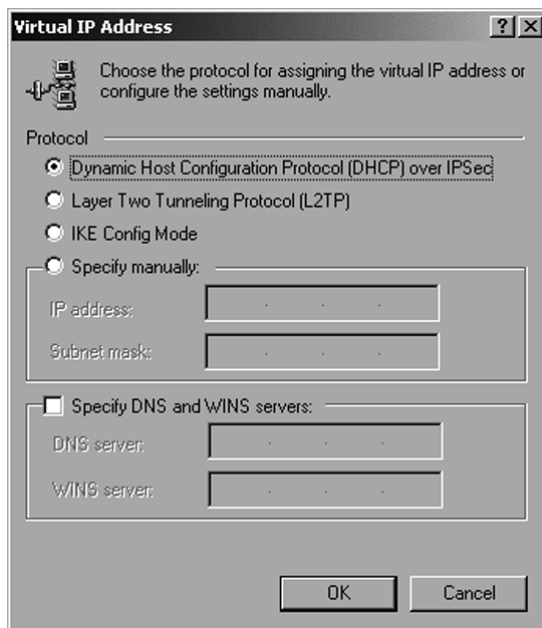 Virtual IP Address
Choose the protocol for assigning the virtual IP address or
configure the settings manually.
Protocol
Dynamic Host Configuration Protocol (DHCP) over IPSec
Layer Two Tunneling Protocol (L2TP)
IKE Config Mode
Specify manually:
IP address:
Subnet mask:
Specify DNS and WINS servers:
DNS server:
WINS server:
OK Cancel